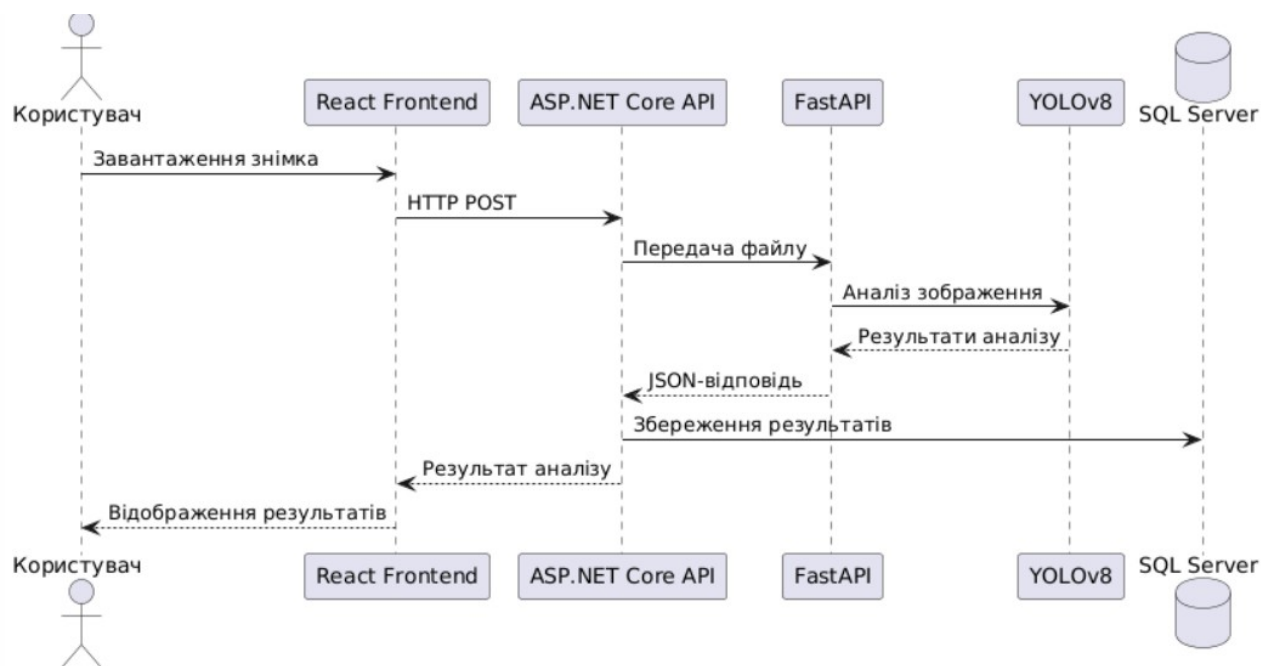 Користувач
React Frontend
ASP.NET Core API
FastAPI
YOLOv8
SQL Server
Завантаження знімка
HTTP POST
Передача файлу
Аналіз зображення
Результати аналізу
JSON-відповідь
Збереження результатів
Результат аналізу
Відображення результатів
Користувач
React Frontend
ASP.NET Core API
FastAPI
YOLOv8
SQL Server